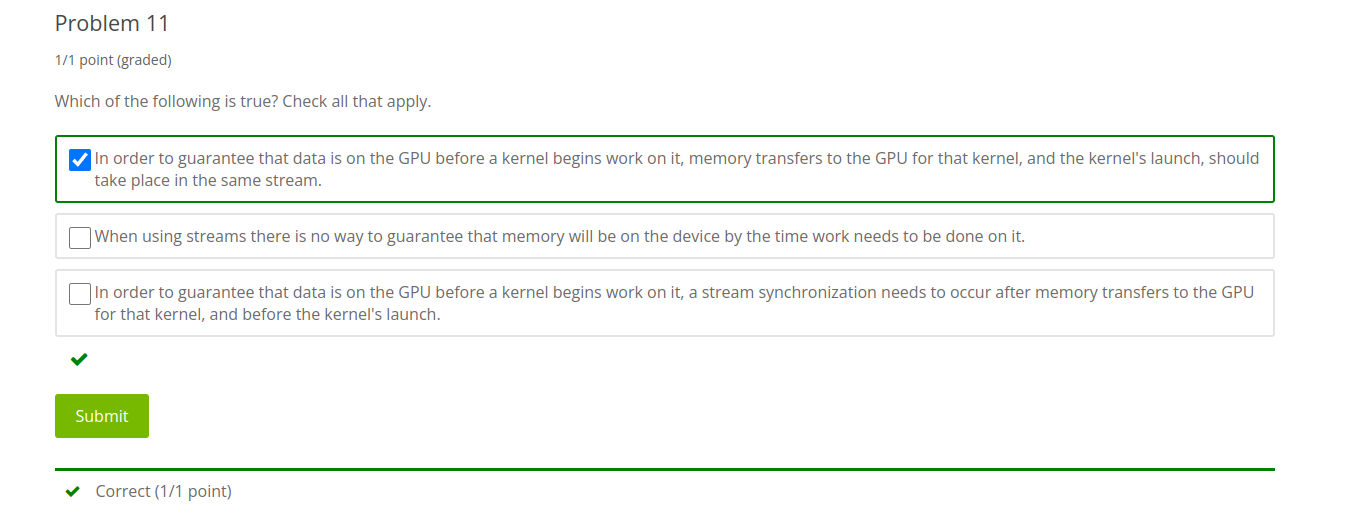 Problem 11
1/1 point (graded)
Which of the following is true? Check all that apply.
In order to guarantee that data is on the GPU before a kernel begins work on it, memory transfers to the GPU for that kernel, and the kernel's launch, should
take place in the same stream.
When using streams there is no way to guarantee that memory will be on the device by the time work needs to be done on it.
In order to guarantee that data is on the GPU before a kernel begins work on it, a stream synchronization needs to occur after memory transfers to the GPU
for that kernel, and before the kernel's launch.
Submit
Correct (1/1 point)